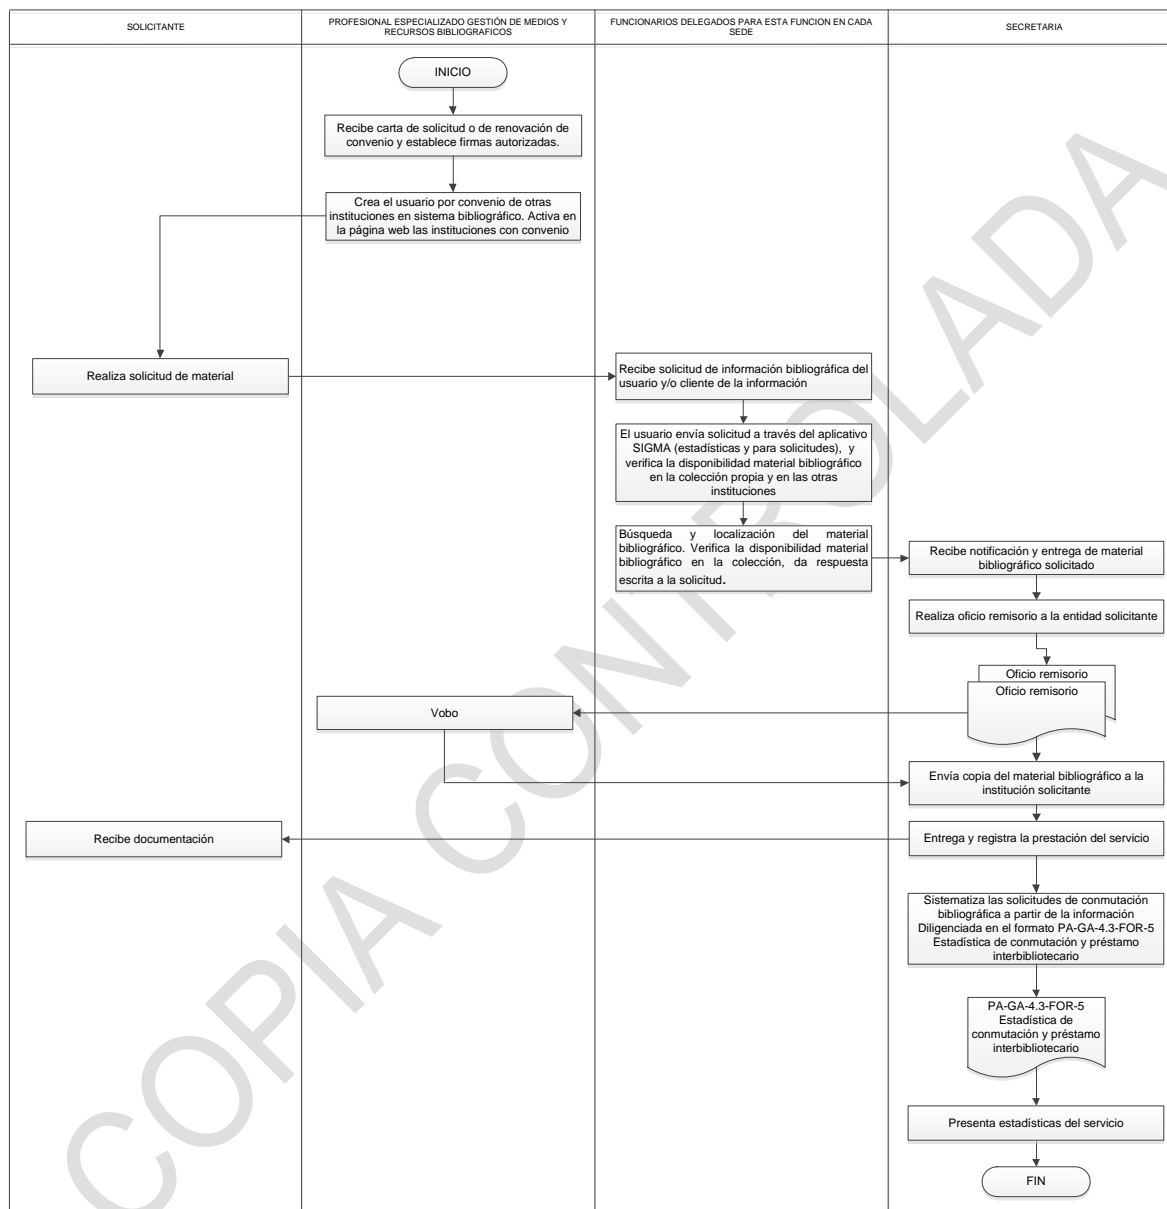 SOLICITANTE
PROFESIONAL ESPECIALIZADO GESTIÓN DE MEDIOS Y
RECURSOS BIBLIOGRAFICOS
FUNCIONARIOS DELEGADOS PARA ESTA FUNCION EN CADA
SEDE
SECRETARIA
INICIO
Recibe carta de solicitud o de renovación de
convenio y establece firmas autorizadas.
Crea el usuario por convenio de otras
instituciones en sistema bibliográfico. Activa en
la página web las instituciones con convenio
Realiza solicitud de material
Recibe solicitud de información bibliográfica del
usuario y/o cliente de la información
El usuario envía solicitud a través del aplicativo
SIGMA (estadísticas y para solicitudes), y
verifica la disponibilidad material bibliográfico
en la colección propia y en las otras
instituciones
Búsqueda y localización del material
bibliográfico. Verifica la disponibilidad material
bibliográfico en la colección, da respuesta
escrita a la solicitud.
Recibe notificación y entrega de material
bibliográfico solicitado
Realiza oficio remisorio a la entidad solicitante
Oficio remisorio
Oficio remisorio
Vobo
Envía copia del material bibliográfico a la
institución solicitante
Recibe documentación
Entrega y registra la prestación del servicio
Sistematiza las solicitudes de conmutación
bibliográfica a partir de la información
Diligenciada en el formato PA-GA-4.3-FOR-5
Estadística de conmutación y préstamo
interbibliotecario
PA-GA-4.3-FOR-5
Estadística de
conmutación y préstamo
interbibliotecario
Presenta estadísticas del servicio
FIN
COPIA CONTROLADA